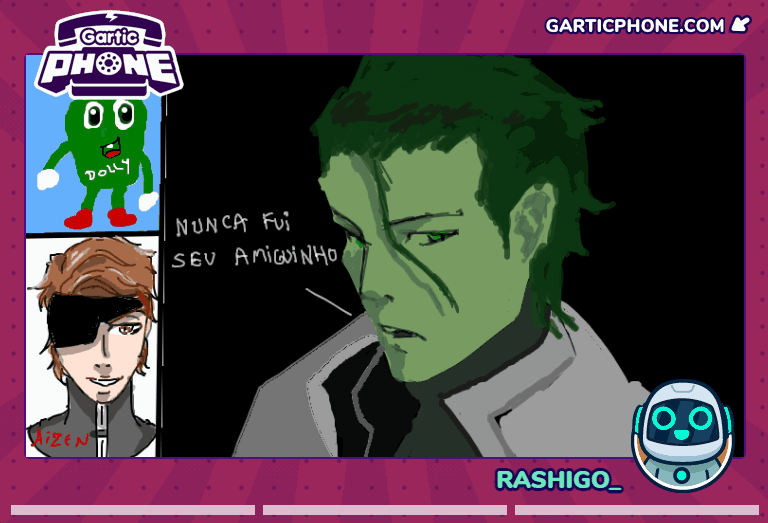 Gartic
PHONE
GARTICPHONE.COM
DOLLY
NUNCA FUI
SEU AMIGUINHO
AiZEN
RASHIGO_